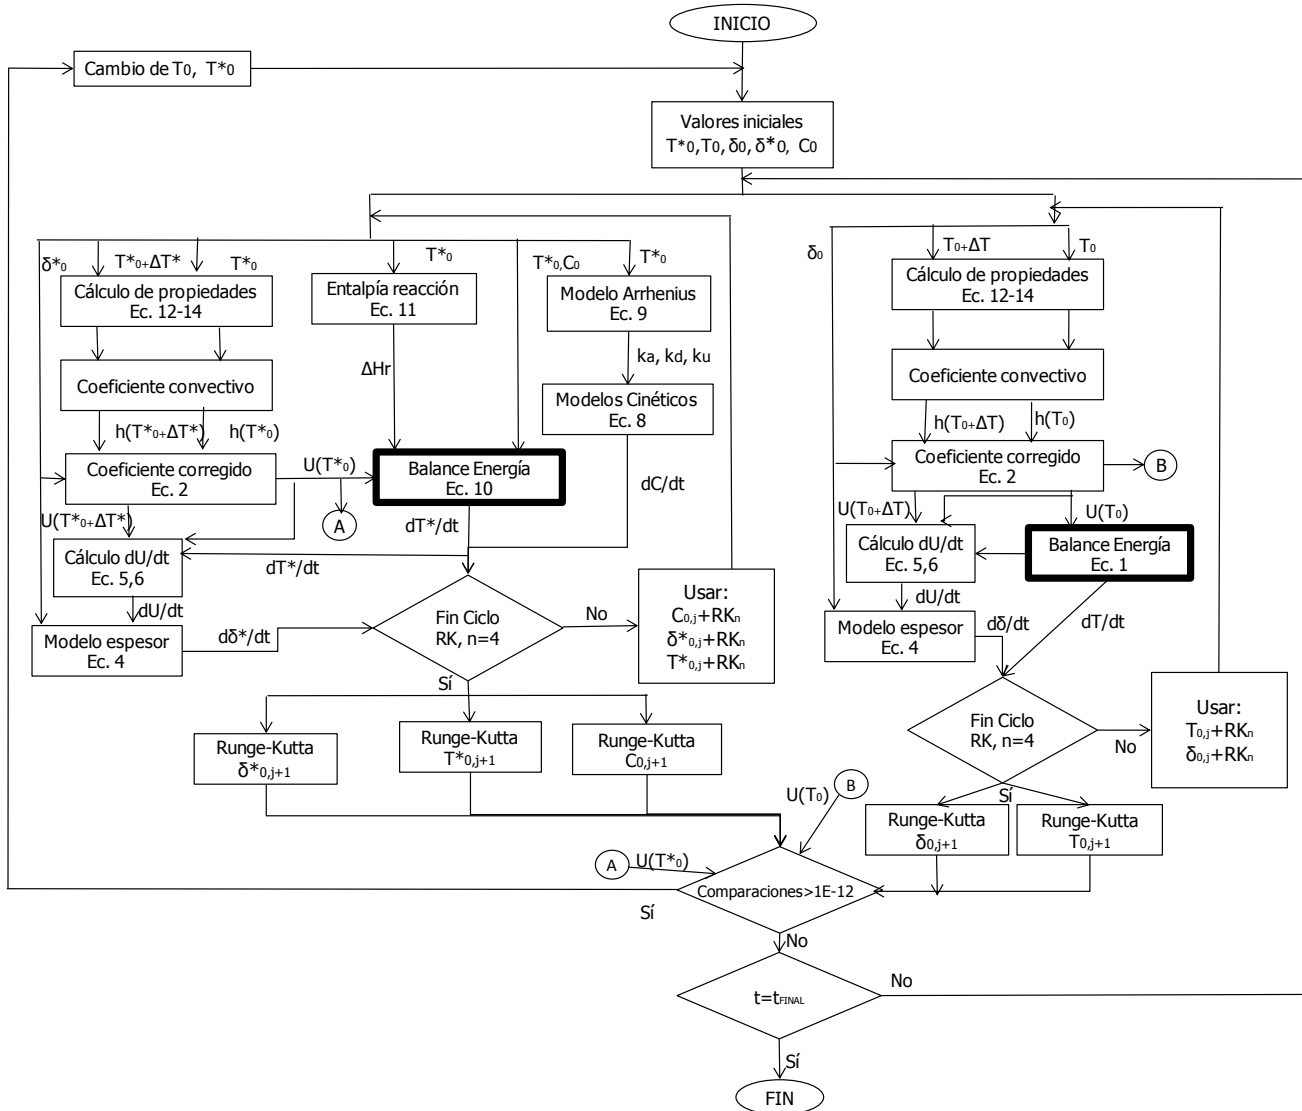 INICIO
Cambio de T0, T*0
Valores iniciales
T*0,T0,δ0,δ*0, C0
δ*0
T*0+ΔT*
T*0
T*0
T*0,C0
T*0
δ0
T0+ΔT
T0
Cálculo de propiedades
Ec. 12-14
Entalpía reacción
Ec. 11
Modelo Arrhenius
Ec. 9
Cálculo de propiedades
Ec. 12-14
ΔHr
ka, kd, ku
Coeficiente convectivo
Modelos Cinéticos
Ec. 8
Coeficiente convectivo
h(T*0+ΔT*)
h(T*0)
h(T0+ΔT)
h(T0)
Coeficiente corregido
Ec. 2
U(T*0)
Balance Energía
Ec. 10
dC/dt
Coeficiente corregido
Ec. 2
B
A
U(T*0+ΔT*)
dT*/dt
U(T0+ΔT)
U(T0)
Cálculo dU/dt
Ec. 5,6
dT*/dt
Cálculo dU/dt
Ec. 5,6
Balance Energía
Ec. 1
dU/dt
dU/dt
Modelo espesor
Ec. 4
dδ*/dt
Fin Ciclo
RK, n=4
No
Usar:
C0,j+RKn
δ*0,j+RKn
T*0,j+RKn
Modelo espesor
Ec. 4
dδ/dt
dT/dt
Sí
Fin Ciclo
RK, n=4
No
Usar:
T0,j+RKn
δ0,j+RKn
Sí
Runge-Kutta
δ*0,j+1
Runge-Kutta
T*0,j+1
Runge-Kutta
C0,j+1
U(T0)
B
Runge-Kutta
δ0,j+1
Runge-Kutta
T0,j+1
A
U(T*0)
Comparaciones>1E-12
Sí
No
t=tFINAL
No
Sí
FIN